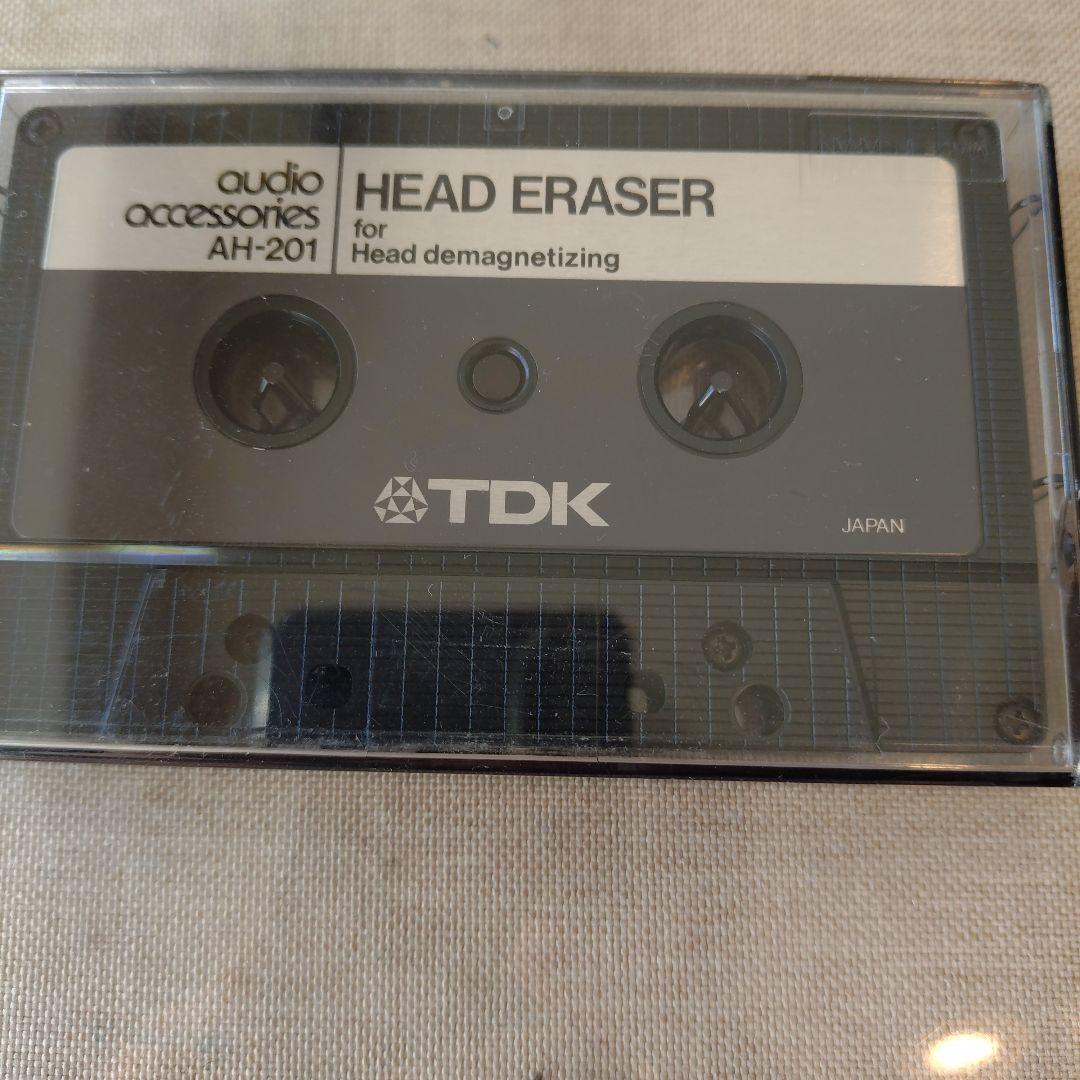 audio
accessories
AH-201
HEAD ERASER
for
Head demagnetizing
TDK
JAPAN